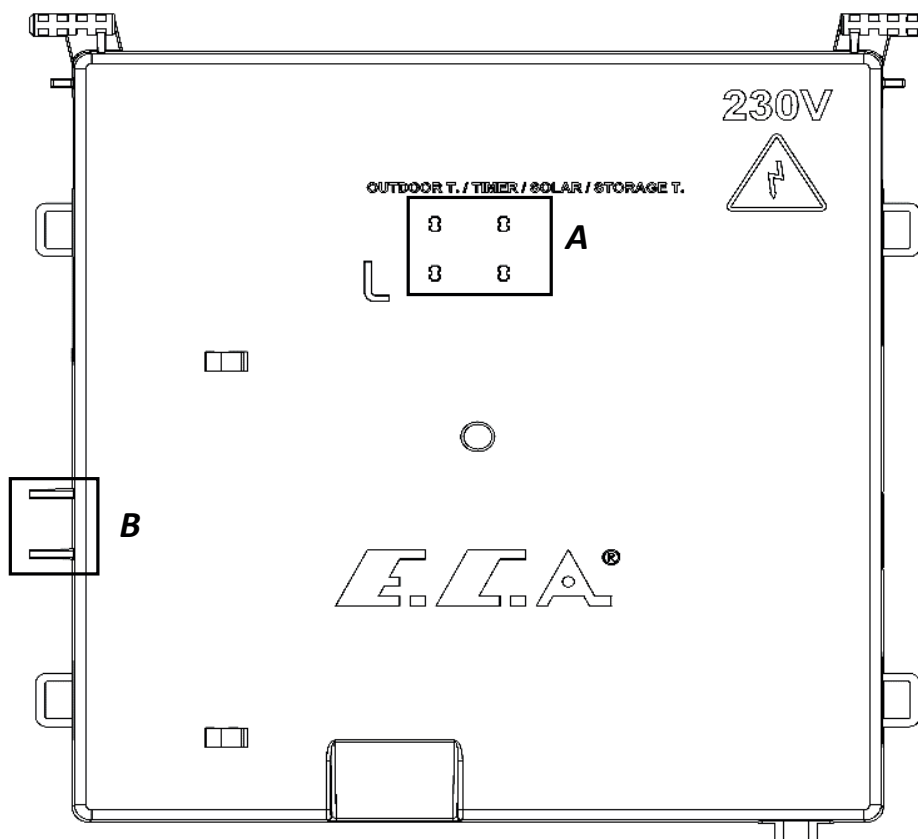 230V
OUTDOOR T. / TIMER / SOLAR / STORAGE T.
A
B
E.C.A®